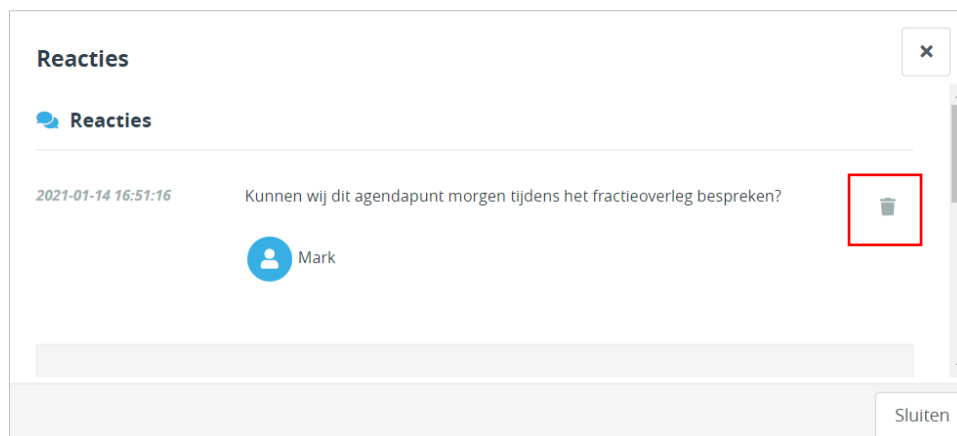 Reacties
Reacties
2021-01-14 16:51:16
Kunnen wij dit agendapunt morgen tijdens het fractieoverleg bespreken?
Mark
Sluiten